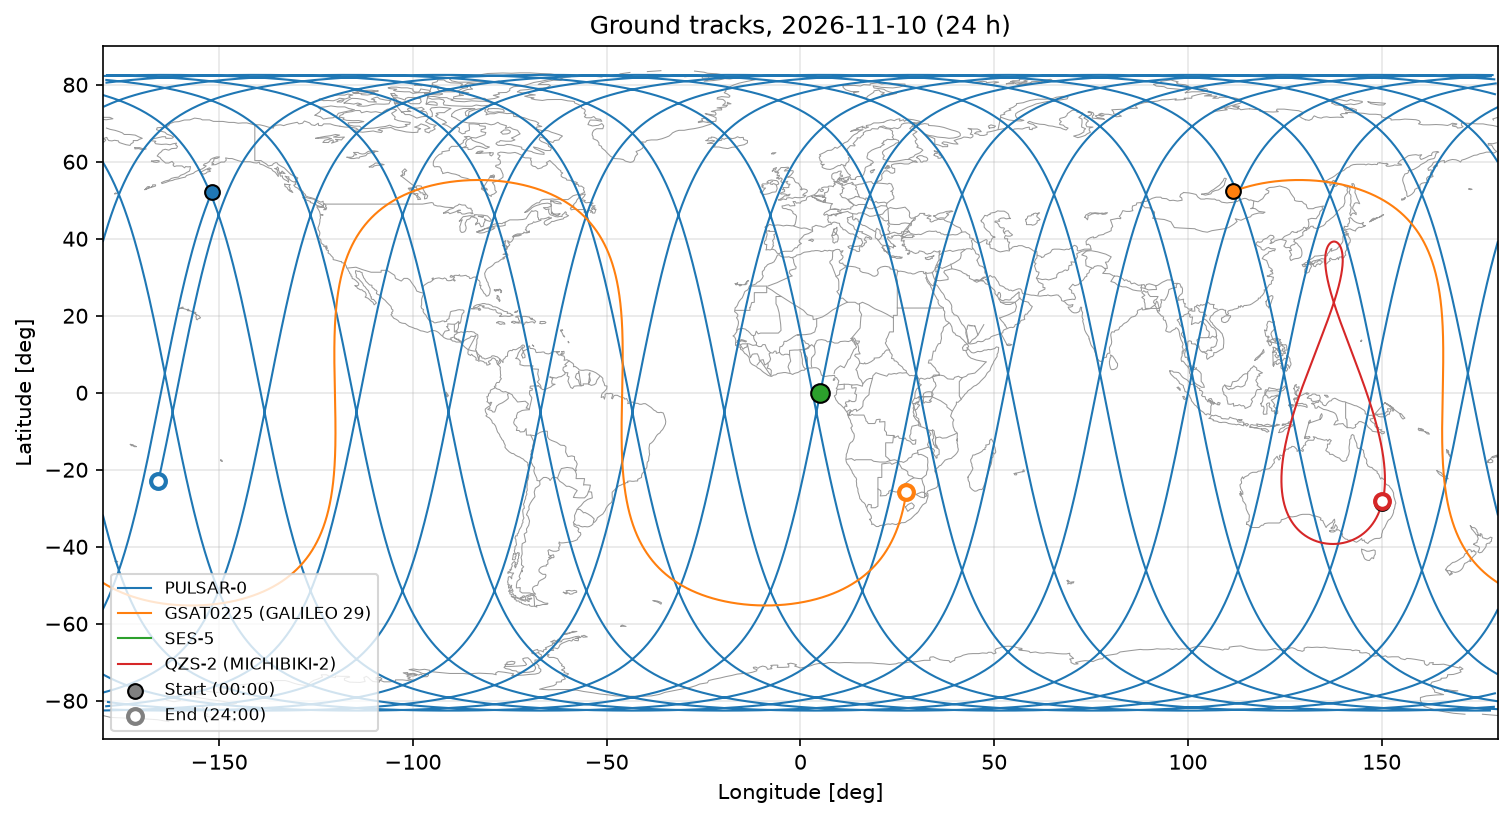 Ground tracks, 2026-11-10 (24 h)
Latitude [deg]
80
60
40
20
0
−20
−40
−60
−80
PULSAR-0
GSAT0225 (GALILEO 29)
SES-5
QZS-2 (MICHIBIKI-2)
Start (00:00)
End (24:00)
−150 −100 −50 0 50 100 150
Longitude [deg]